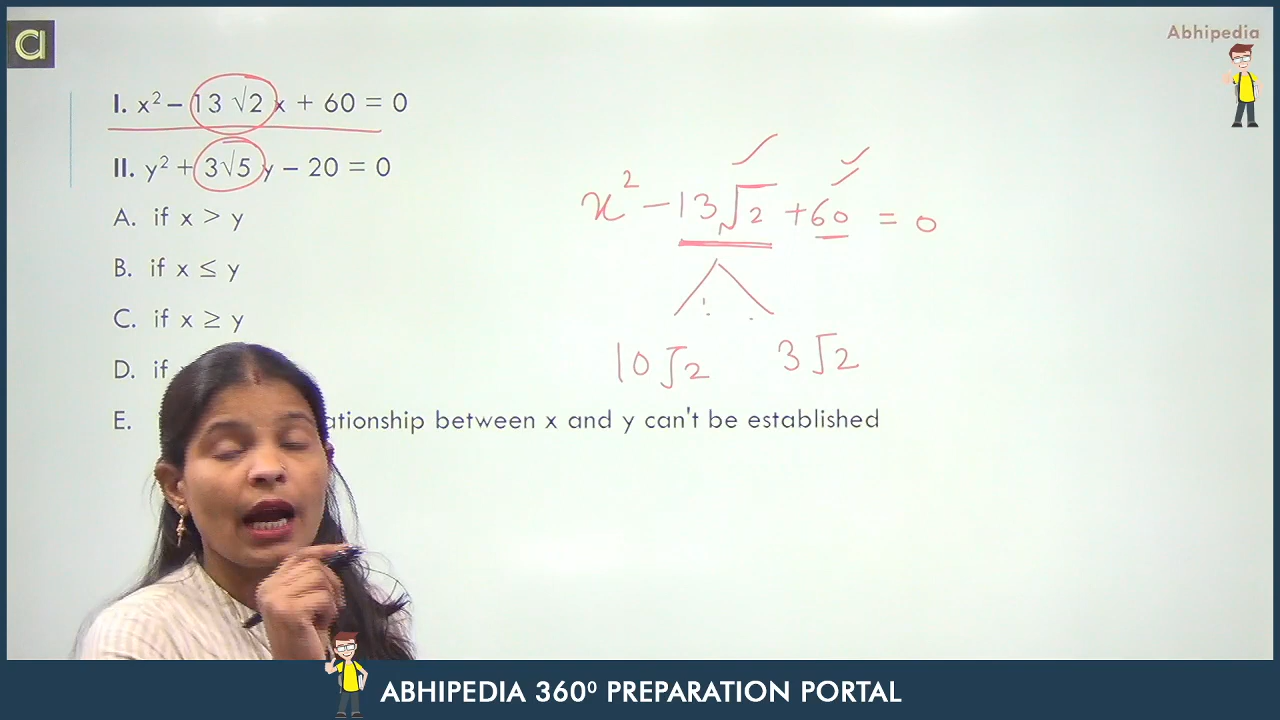 a
Abhipedia
I. x² – 13 √2 x + 60 = 0
II. y² + 3√5 y – 20 = 0
x² – 13√2 + 60 = 0
A. if x > y
B. if x ≤ y
C. if x ≥ y
10√2 3√2
D. if
E. ationship between x and y can't be established
ABHIPEDIA 360⁰ PREPARATION PORTAL